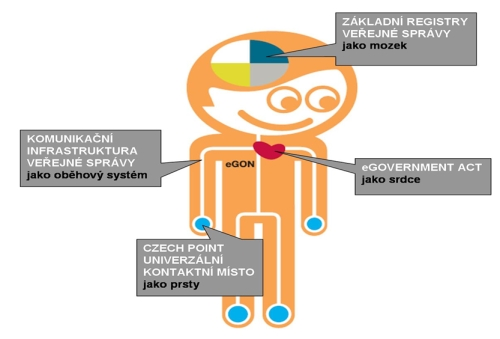 ZÁKLADNÍ REGISTRY
VEŘEJNÉ SPRÁVY
jako mozek
KOMUNIKAČNÍ
INFRASTRUKTURA
VEŘEJNÉ SPRÁVY
jako oběhový systém
eGON
eGOVERNMENT ACT
jako srdce
CZECH POINT
UNIVERZÁLNÍ
KONTAKTNÍ MÍSTO
jako prsty